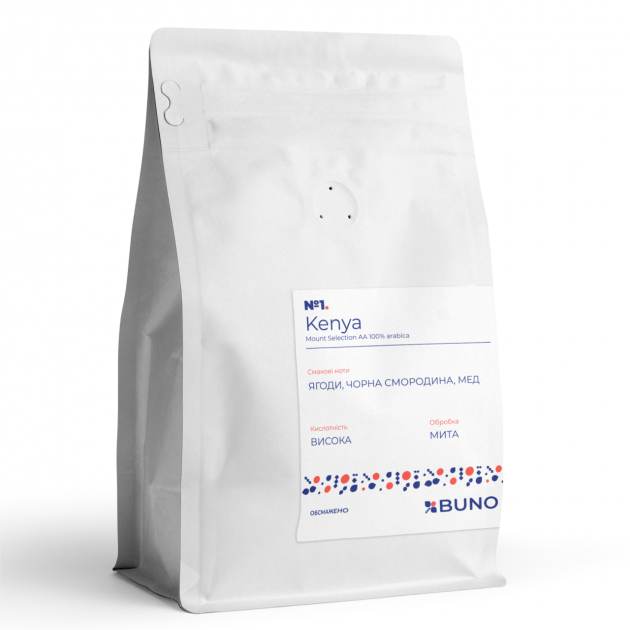 №1.
Kenya
Mount Selection AA 100% arabica
Смакові ноти
ЯГОДИ, ЧОРНА СМОРОДИНА, МЕД
Кислотність
Обробка
ВИСОКА
МИТА
ОБСМАЖЕНО
BUNO